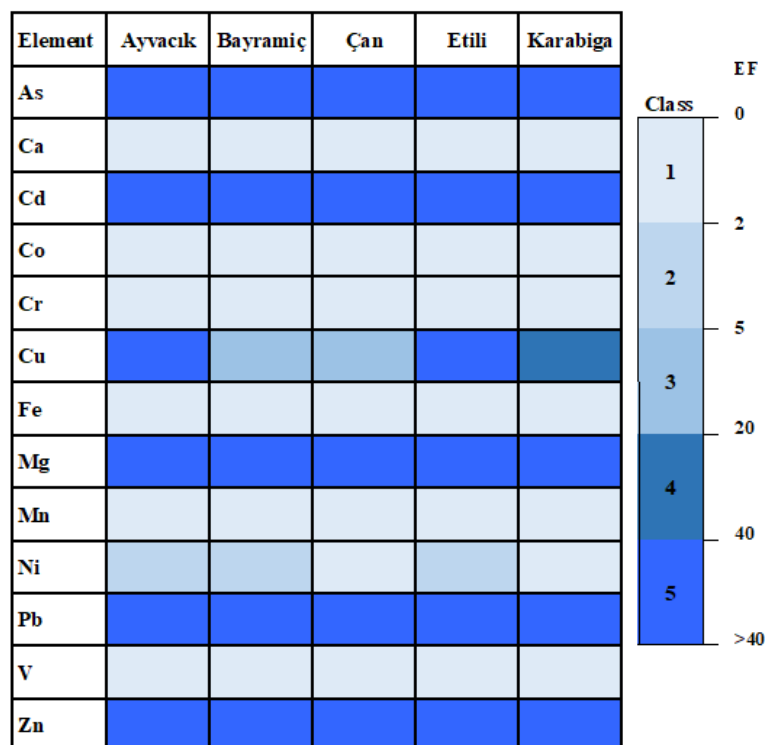 Element Ayvacık Bayramiç Çan Etili Karabiga
As
Ca
Cd
Co
Cr
Cu
Fe
Mg
Mn
Ni
Pb
V
Zn
EF
Class
0
1
2
2
5
3
20
4
40
5
>40